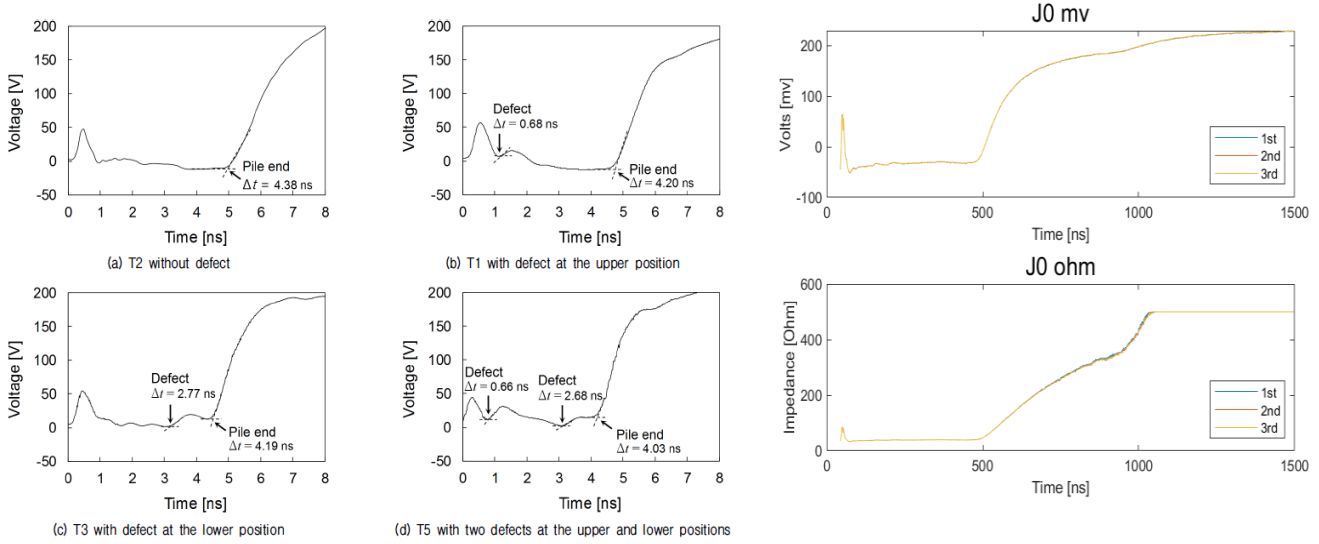 200
150
100
50
0
-50
Voltage [V]
Pile end
Δt = 4.38 ns
0 1 2 3 4 5 6 7 8
Time [ns]
(a) T2 without defect
200
150
100
50
0
-50
Voltage [V]
Defect
Δt = 0.68 ns
Pile end
Δt = 4.20 ns
0 1 2 3 4 5 6 7 8
Time [ns]
(b) T1 with defect at the upper position
200
150
100
50
0
-50
Voltage [V]
Defect
Δt = 2.77 ns
Pile end
Δt = 4.19 ns
0 1 2 3 4 5 6 7 8
Time [ns]
(c) T3 with defect at the lower position
200
150
100
50
0
-50
Voltage [V]
Defect
Δt = 0.66 ns
Defect
Δt = 2.68 ns
Pile end
Δt = 4.03 ns
0 1 2 3 4 5 6 7 8
Time [ns]
(d) T5 with two defects at the upper and lower positions
J0 mv
200
100
0
-100
Volts [mv]
1st
2nd
3rd
0 500 1000 1500
Time [ns]
J0 ohm
600
400
200
0
Impedance [Ohm]
1st
2nd
3rd
0 500 1000 1500
Time [ns]